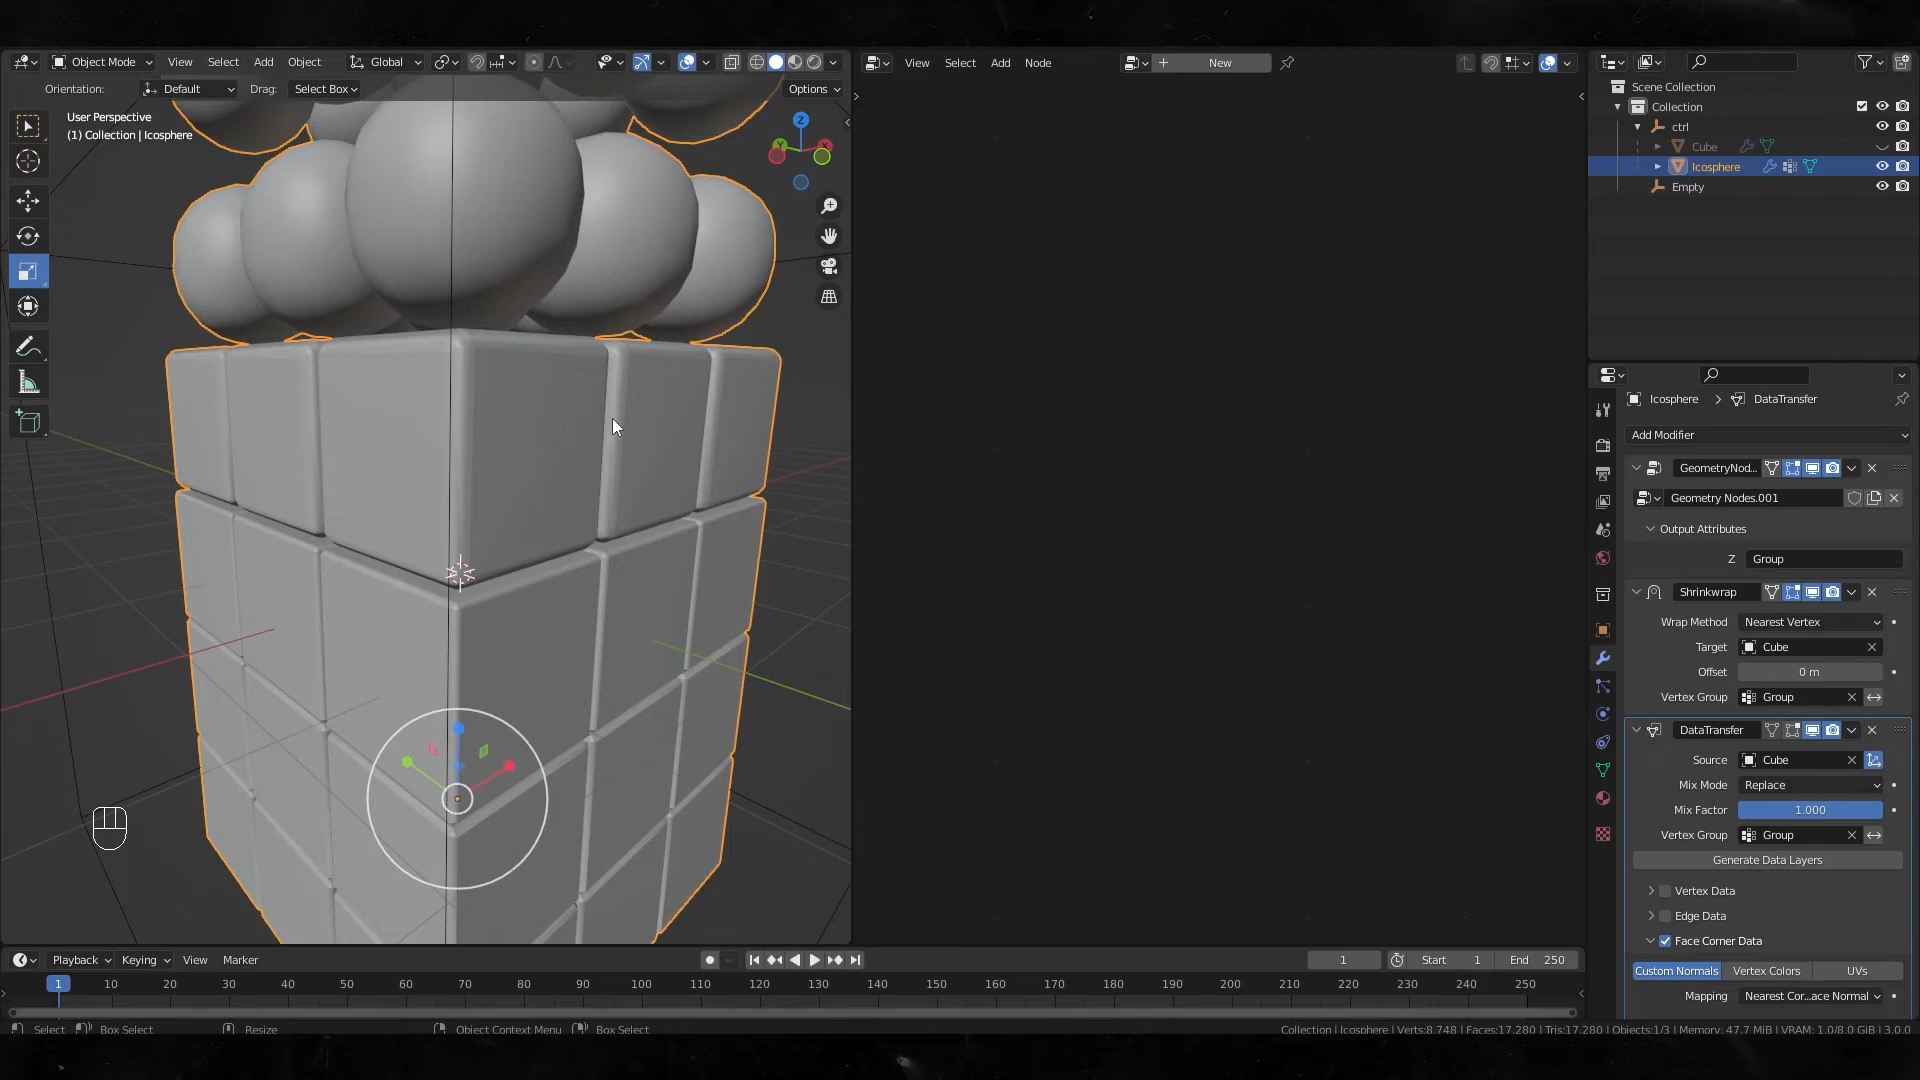 Object Mode View Select Add Object Global
Orientation: Default Drag: Select Box Options
User Perspective
(1) Collection | Icosphere
Z
Y
X
View Select Add Node New
Scene Collection
Collection
ctrl
Cube
Icosphere
Empty
Icosphere > DataTransfer
Add Modifier
GeometryNod...
Geometry Nodes.001
Output Attributes
Z Group
Shrinkwrap
Wrap Method Nearest Vertex
Target Cube
Offset 0 m
Vertex Group Group
DataTransfer
Source Cube
Mix Mode Replace
Mix Factor 1.000
Vertex Group Group
Generate Data Layers
Vertex Data
Edge Data
Face Corner Data
Custom Normals Vertex Colors UVs
Mapping Nearest Cor...ace Normal
Playback Keying View Marker 1 Start 1 End 250
1 10 20 30 40 50 60 70 80 90 100 110 120 130 140 150 160 170 180 190 200 210 220 230 240 250
Select Box Select Resize Object Context Menu Box Select Collection | Icosphere | Verts:8.748 | Faces:17.280 | Tris:17.280 | Objects:1/3 | Memory: 47.7 MiB | VRAM: 1.0/8.0 GiB | 3.0.0